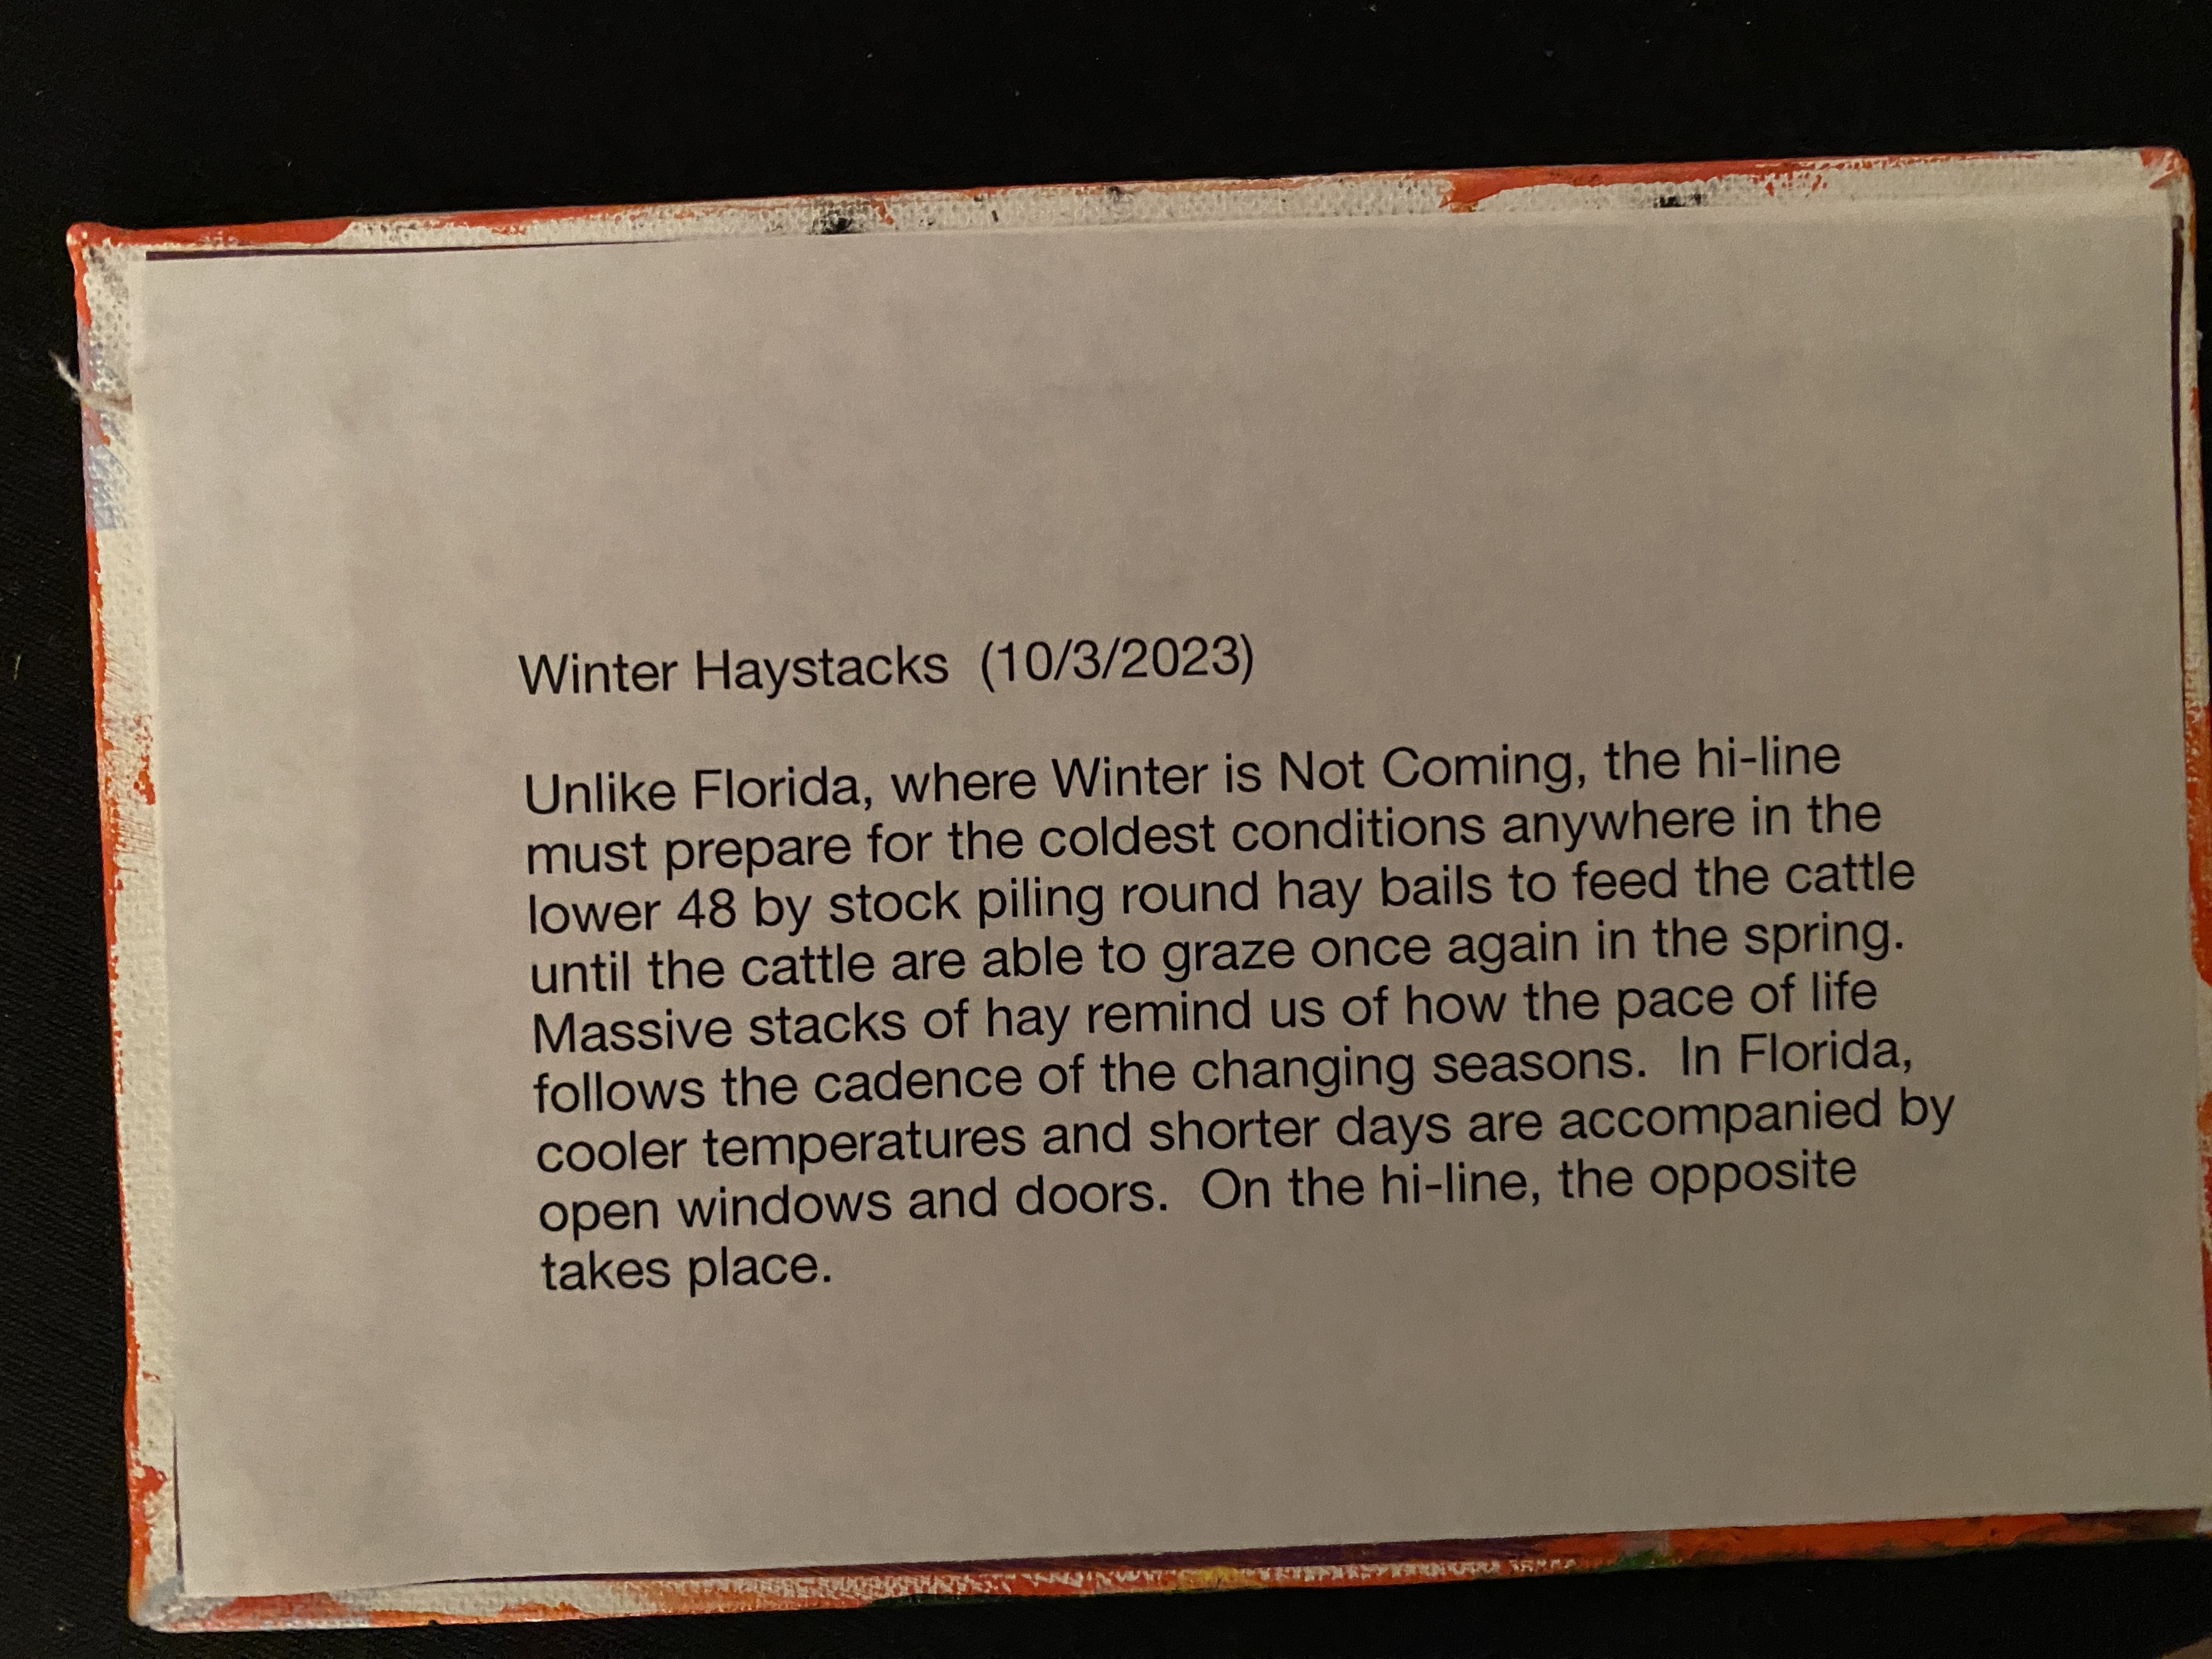 Winter Haystacks  (10/3/2023)
Unlike Florida, where Winter is Not Coming, the hi-line
must prepare for the coldest conditions anywhere in the
lower 48 by stock piling round hay bails to feed the cattle
until the cattle are able to graze once again in the spring.
Massive stacks of hay remind us of how the pace of life
follows the cadence of the changing seasons.  In Florida,
cooler temperatures and shorter days are accompanied by
open windows and doors.  On the hi-line, the opposite
takes place.